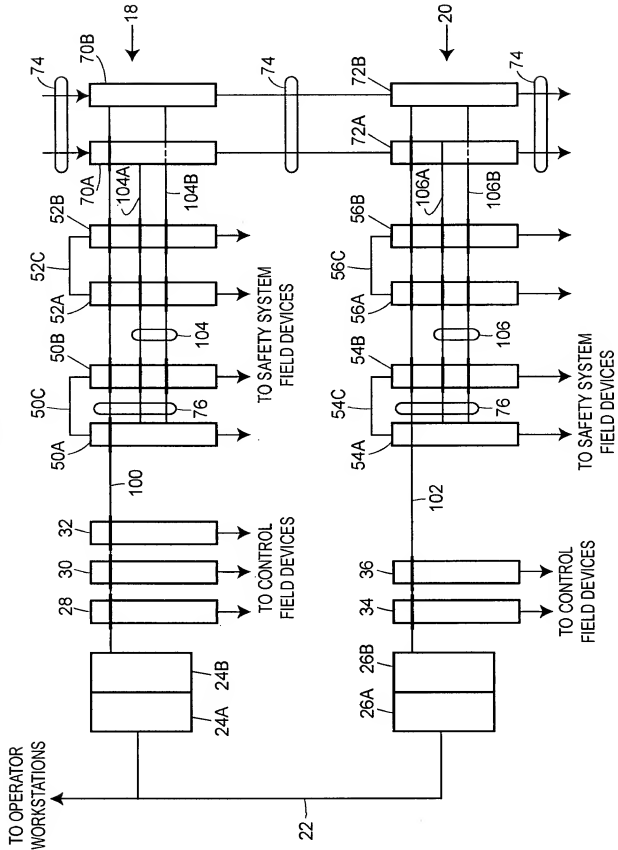 18
20
74
70B
74
72B
74
70A
104A
104B
72A
106A
106B
52B
52C
52A
56B
56C
56A
104
106
50B
50C
50A
76
TO SAFETY SYSTEM
FIELD DEVICES
54B
54C
54A
76
TO SAFETY SYSTEM
FIELD DEVICES
100
102
32
30
28
TO CONTROL
FIELD DEVICES
36
34
TO CONTROL
FIELD DEVICES
24B
24A
26B
26A
TO OPERATOR
WORKSTATIONS
22